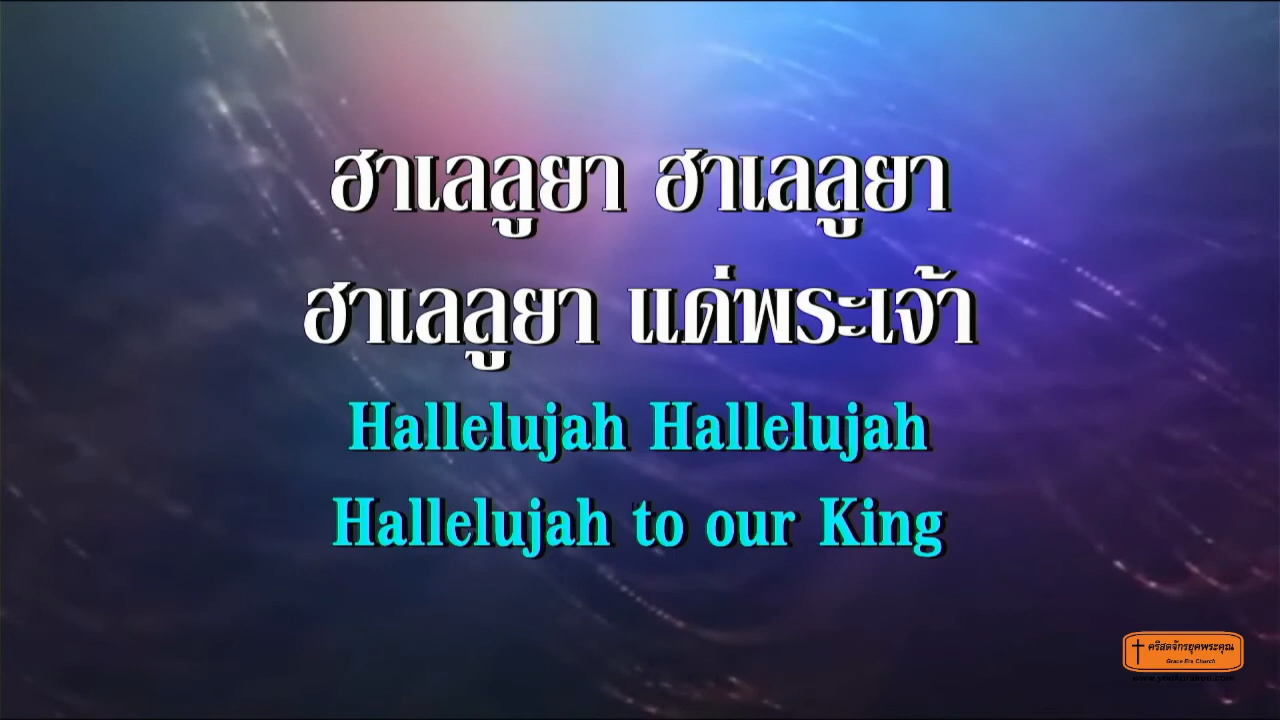 ฮาเลลูยา ฮาเลลูยา
ฮาเลลูยา แด่พระเจ้า
Hallelujah Hallelujah
Hallelujah to our King
คริสตจักรยุคพระคุณ
Grace Era Church